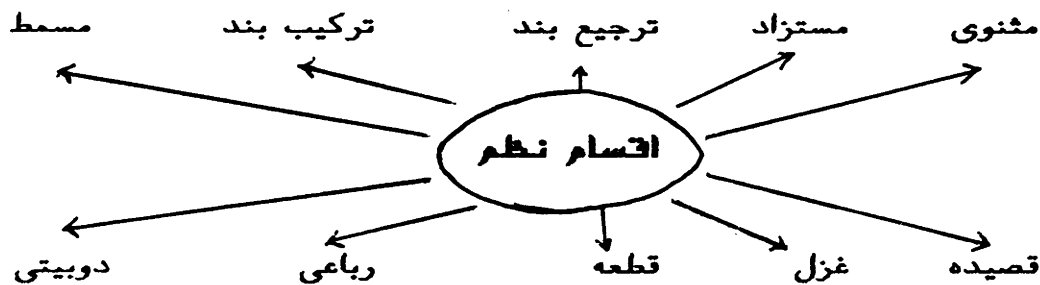 مثنوی مستزاد ترجیع بند ترکیب بند مسمط
اقسام نظم
قصیده غزل قطعه رباعی دوبیتی